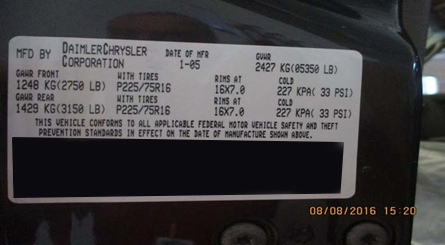 MFD BY DAIMLERCHRYSLER CORPORATION DATE OF MFR 1-05 GVWR 2427 KG(05350 LB)
GAWR FRONT WITH TIRES RIMS AT COLD
1248 KG(2750 LB) P225/75R16 16X7.0 227 KPA( 33 PSI)
GAWR REAR WITH TIRES RIMS AT COLD
1429 KG(3150 LB) P225/75R16 16X7.0 227 KPA( 33 PSI)
THIS VEHICLE CONFORMS TO ALL APPLICABLE FEDERAL MOTOR VEHICLE SAFETY AND THEFT
PREVENTION STANDARDS IN EFFECT ON THE DATE OF MANUFACTURE SHOWN ABOVE.
08/08/2016 15:20